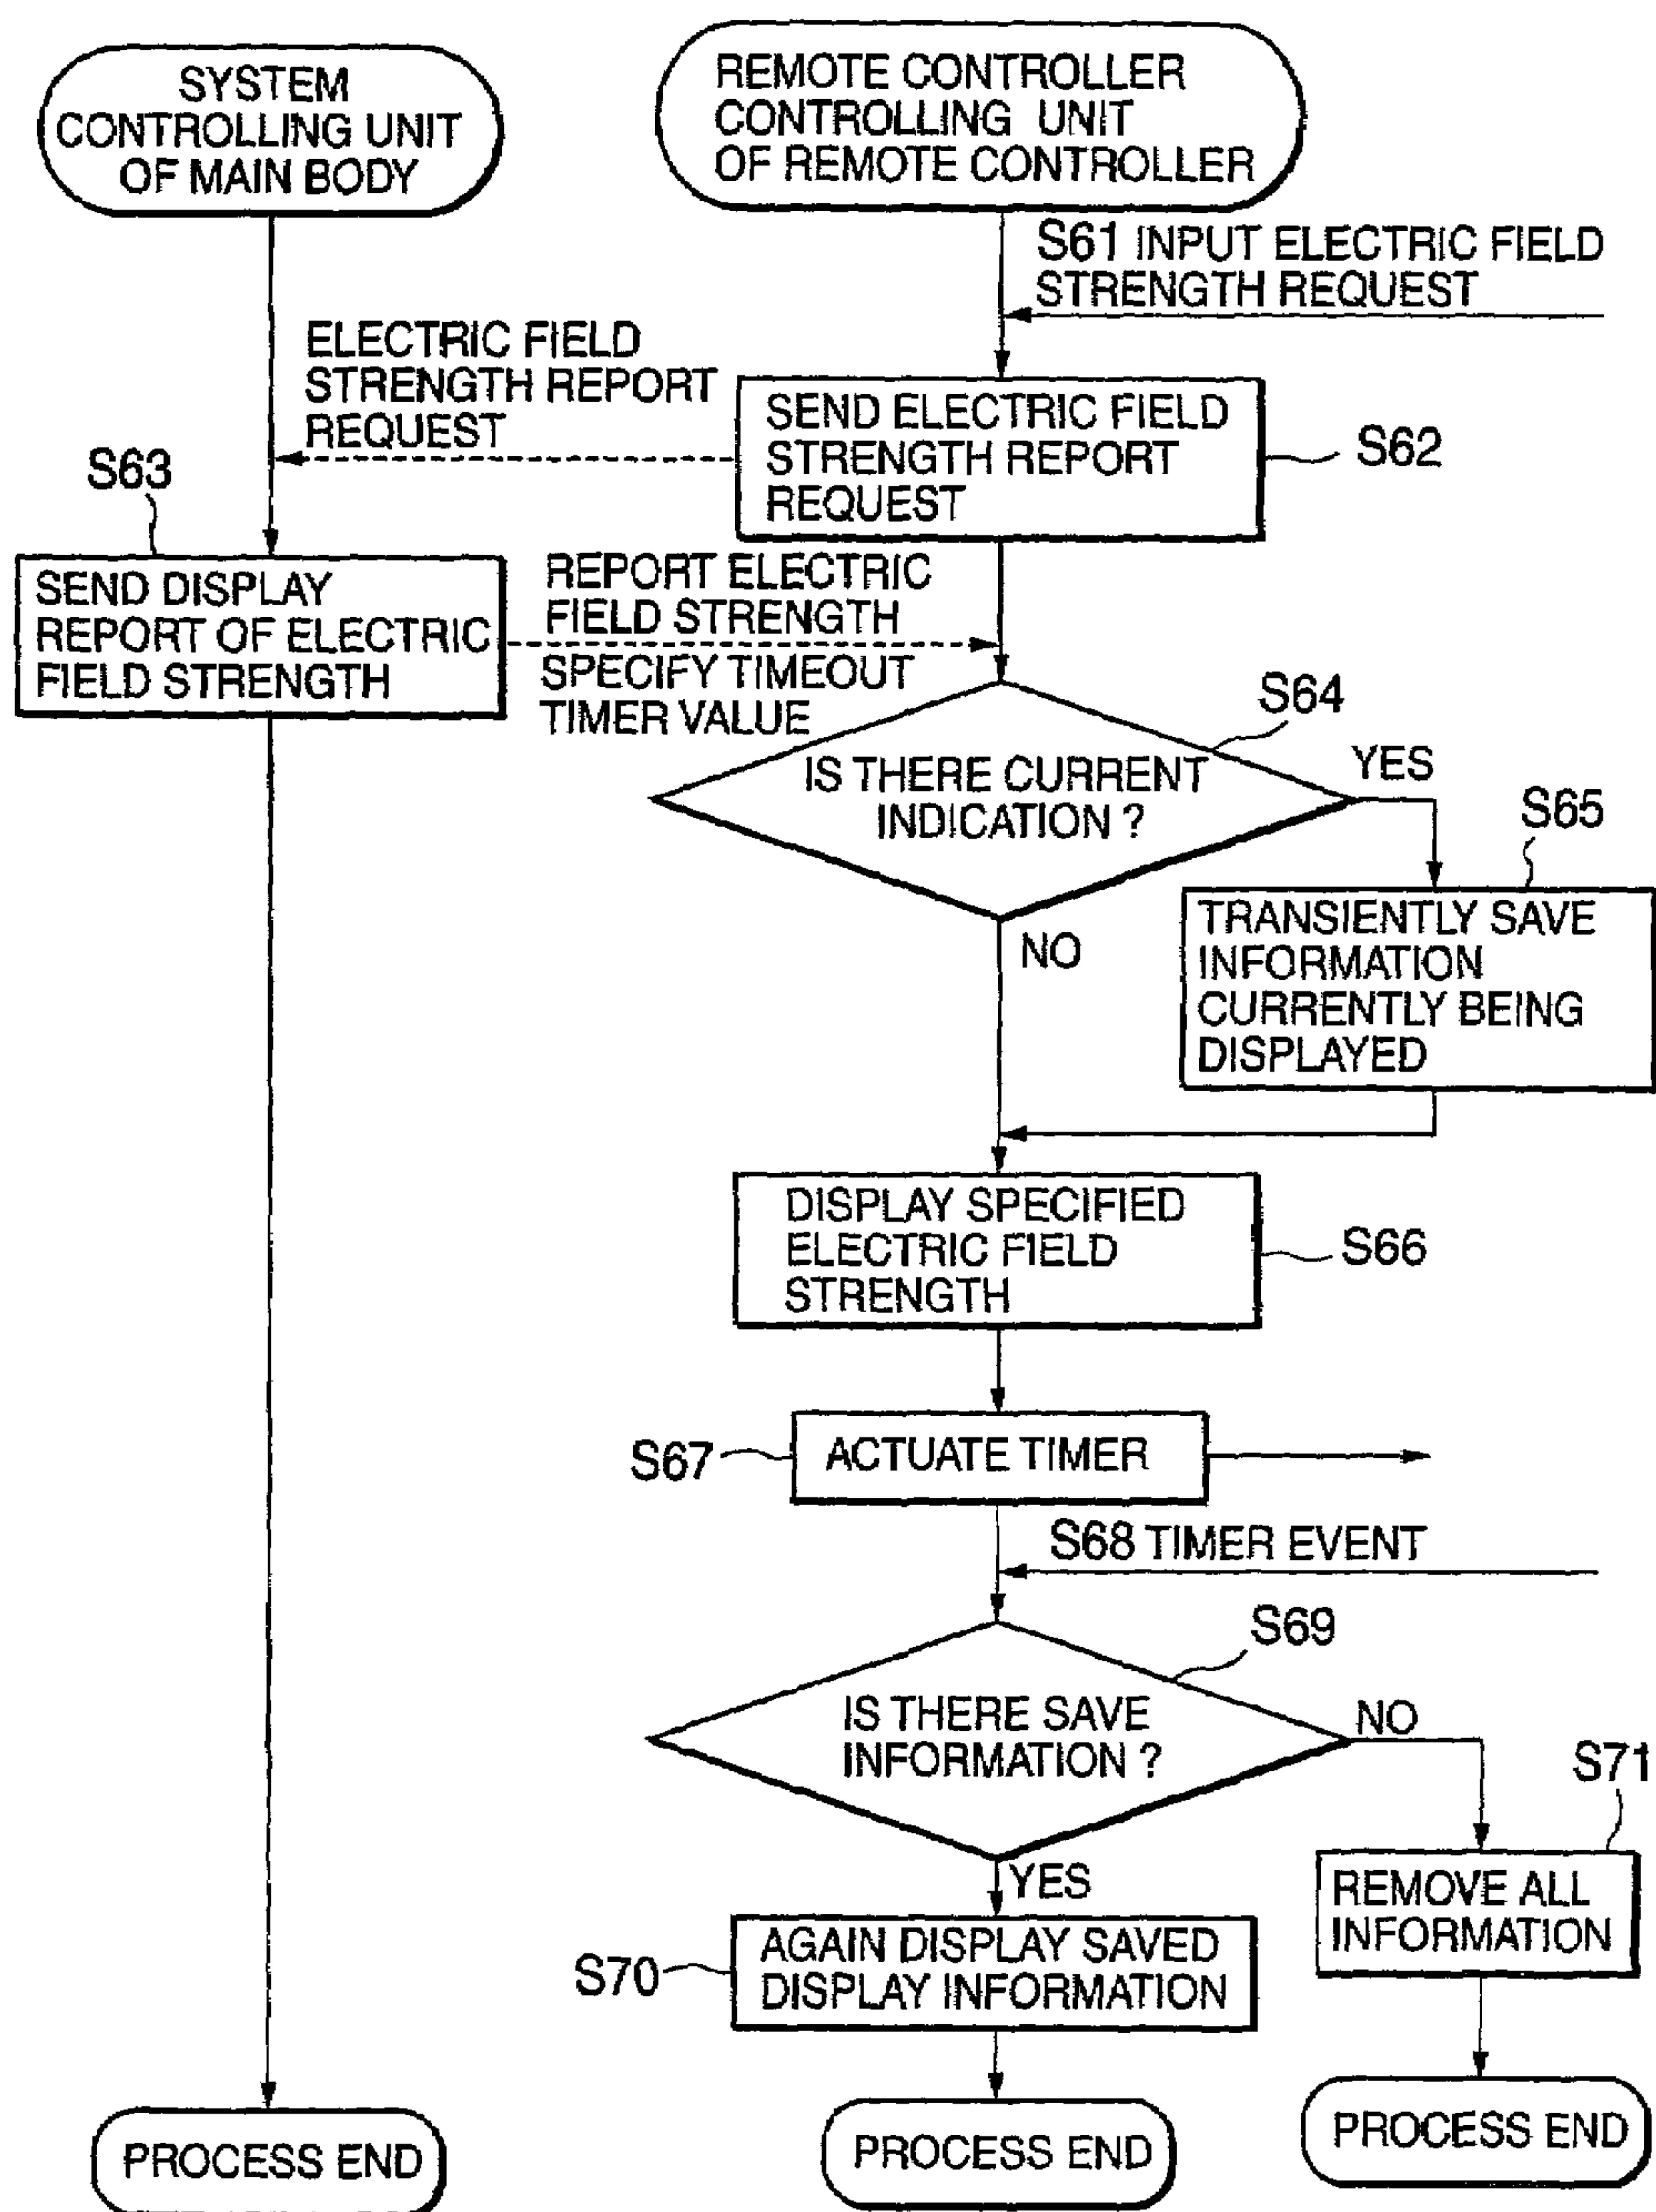 SYSTEM
CONTROLLING UNIT
OF MAIN BODY
REMOTE CONTROLLER
CONTROLLING UNIT
OF REMOTE CONTROLLER
S61 INPUT ELECTRIC FIELD
STRENGTH REQUEST
ELECTRIC FIELD
STRENGTH REPORT
REQUEST
SEND ELECTRIC FIELD
STRENGTH REPORT
REQUEST
S62
S63
SEND DISPLAY
REPORT OF ELECTRIC
FIELD STRENGTH
REPORT ELECTRIC
FIELD STRENGTH
SPECIFY TIMEOUT
TIMER VALUE
S64
IS THERE CURRENT
INDICATION ?
YES
NO
S65
TRANSIENTLY SAVE
INFORMATION
CURRENTLY BEING
DISPLAYED
DISPLAY SPECIFIED
ELECTRIC FIELD
STRENGTH
S66
S67
ACTUATE TIMER
S68 TIMER EVENT
S69
IS THERE SAVE
INFORMATION ?
NO
YES
S71
REMOVE ALL
INFORMATION
S70
AGAIN DISPLAY SAVED
DISPLAY INFORMATION
PROCESS END
PROCESS END
PROCESS END